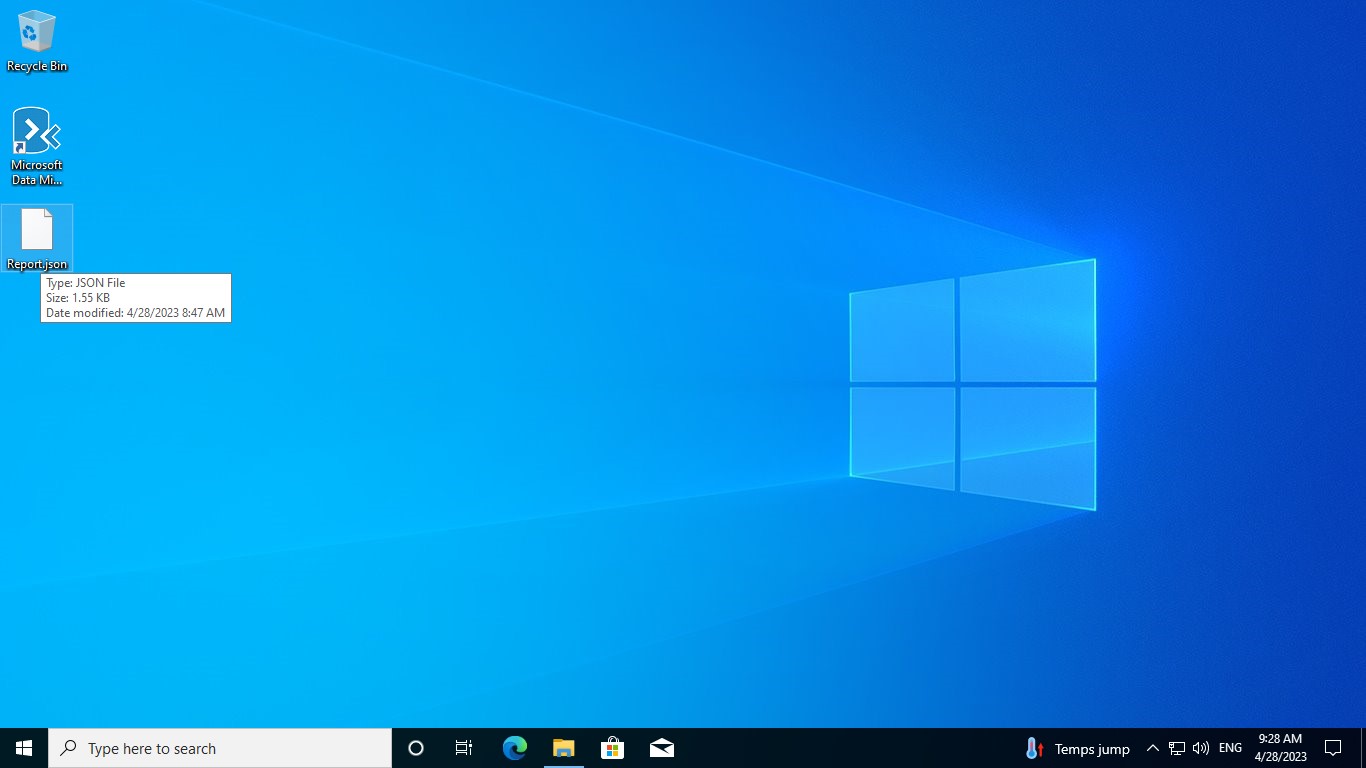 Recycle Bin
Microsoft
Data Mi...
Report.json
Type: JSON File
Size: 1.55 KB
Date modified: 4/28/2023 8:47 AM
Type here to search
Temps jump
ENG
9:28 AM
4/28/2023